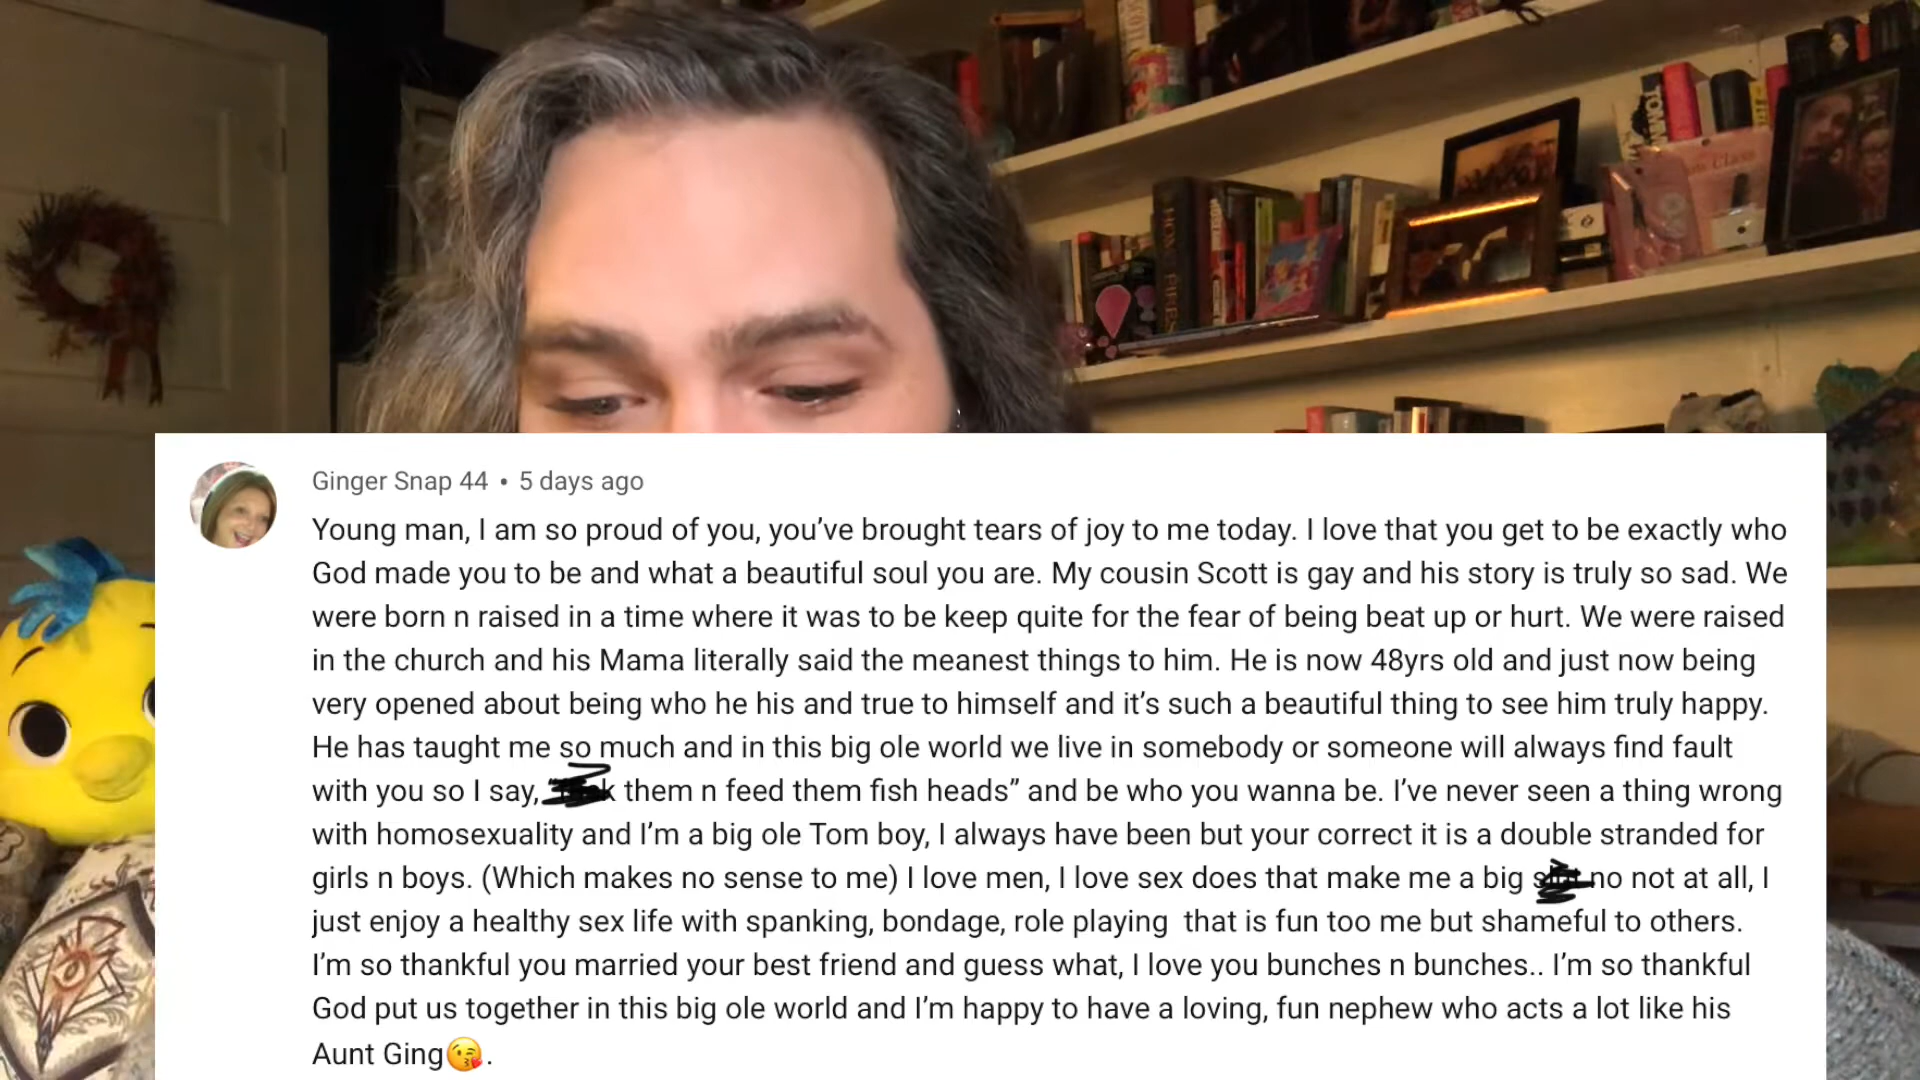 Ginger Snap 44 • 5 days ago
Young man, I am so proud of you, you’ve brought tears of joy to me today. I love that you get to be exactly who
God made you to be and what a beautiful soul you are. My cousin Scott is gay and his story is truly so sad. We
were born n raised in a time where it was to be keep quite for the fear of being beat up or hurt. We were raised
in the church and his Mama literally said the meanest things to him. He is now 48yrs old and just now being
very opened about being who he his and true to himself and it’s such a beautiful thing to see him truly happy.
He has taught me so much and in this big ole world we live in somebody or someone will always find fault
with you so I say, them n feed them fish heads” and be who you wanna be. I’ve never seen a thing wrong
with homosexuality and I’m a big ole Tom boy, I always have been but your correct it is a double stranded for
girls n boys. (Which makes no sense to me) I love men, I love sex does that make me a big no not at all, I
just enjoy a healthy sex life with spanking, bondage, role playing that is fun too me but shameful to others.
I’m so thankful you married your best friend and guess what, I love you bunches n bunches.. I’m so thankful
God put us together in this big ole world and I’m happy to have a loving, fun nephew who acts a lot like his
Aunt Ging😘.